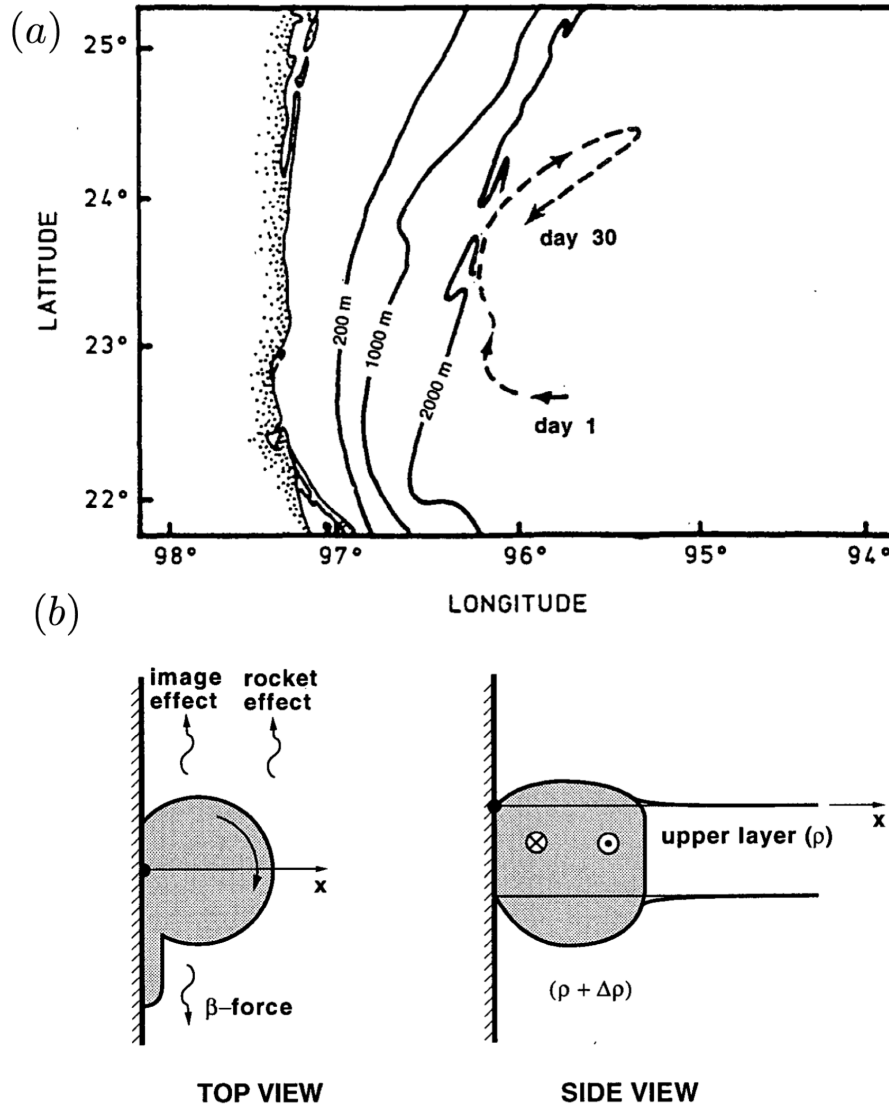 (a)
25°
24°
23°
22°
LATITUDE
200 m
1000 m
2000 m
day 30
day 1
98°
97°
96°
95°
94°
LONGITUDE
(b)
image effect
rocket effect
x
β–force
TOP VIEW
x
upper layer (ρ)
(ρ + Δρ)
SIDE VIEW